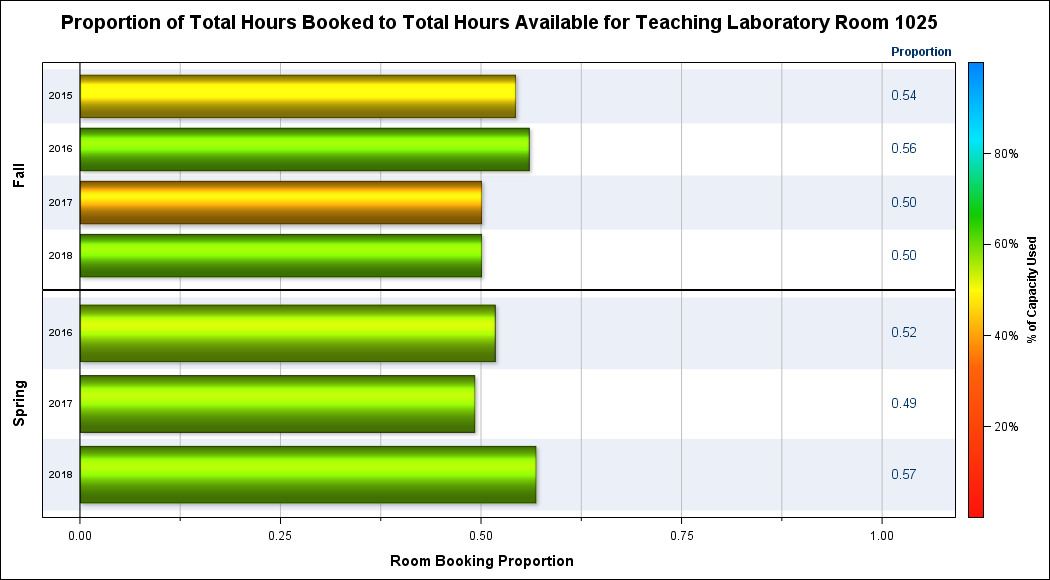 Proportion of Total Hours Booked to Total Hours Available for Teaching Laboratory Room 1025
Proportion
Fall
2015 0.54
2016 0.56
2017 0.50
2018 0.50
Spring
2016 0.52
2017 0.49
2018 0.57
0.00 0.25 0.50 0.75 1.00
Room Booking Proportion
80%
60%
40%
20%
% of Capacity Used